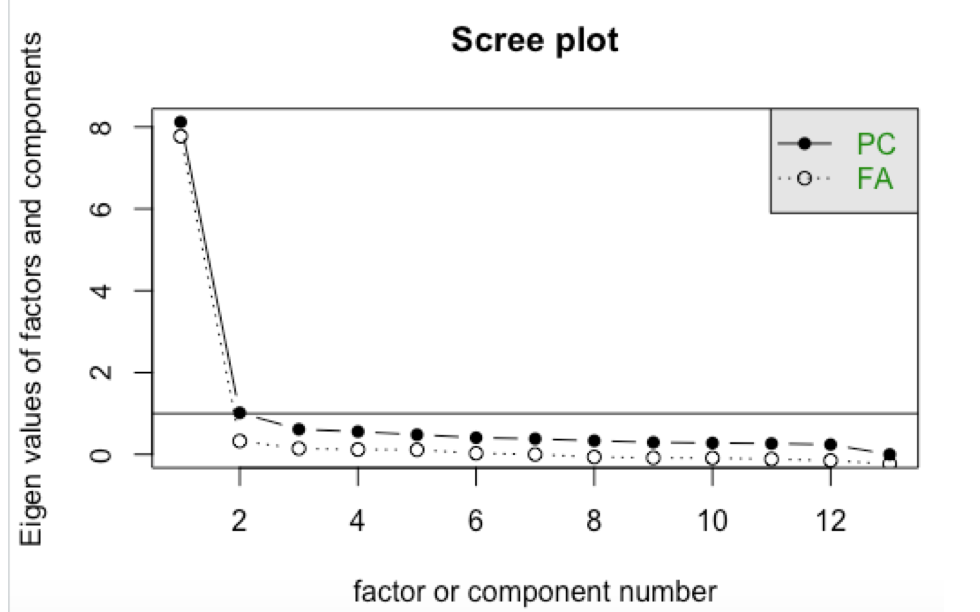 Scree plot
Eigen values of factors and components
8
6
4
2
0
PC
FA
2 4 6 8 10 12
factor or component number